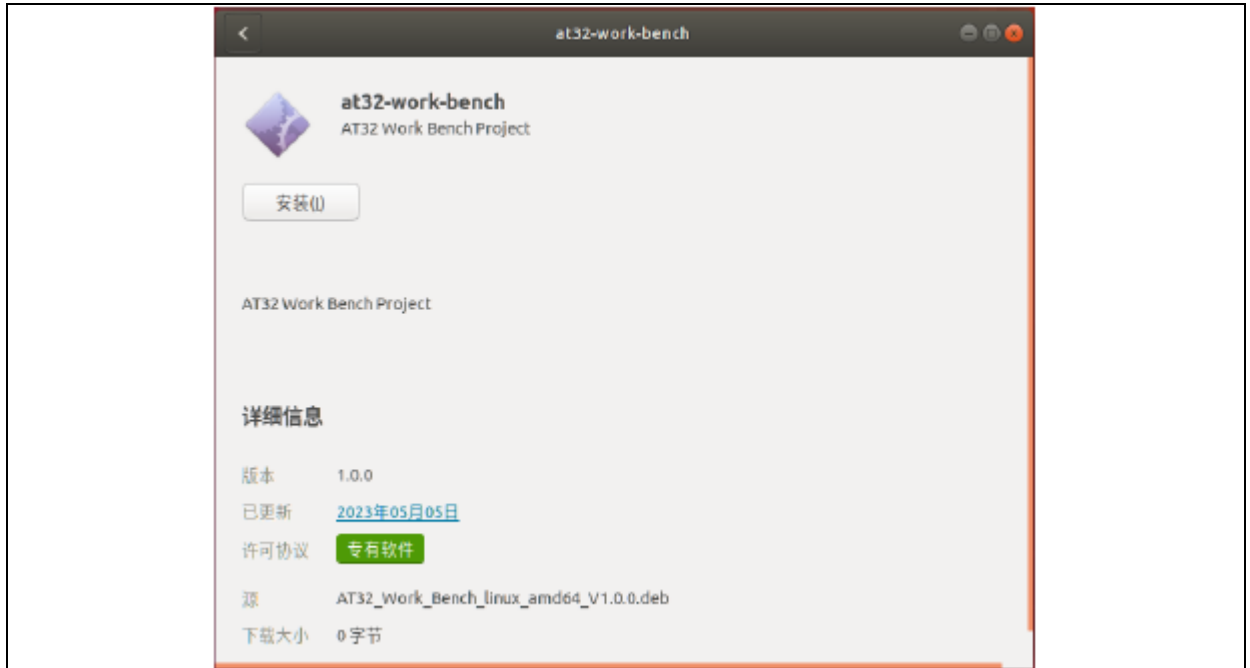 at32-work-bench
at32-work-bench
AT32 Work Bench Project
安装(I)
AT32 Work Bench Project
详细信息
版本 1.0.0
已更新 2023年05月05日
许可协议 专有软件
源 AT32_Work_Bench_linux_amd64_V1.0.0.deb
下载大小 0 字节